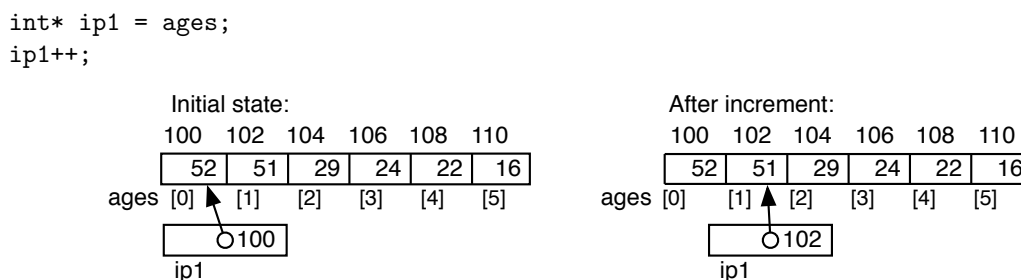 int* ip1 = ages;
ip1++;
Initial state:
100 102 104 106 108 110
52 51 29 24 22 16
ages [0] [1] [2] [3] [4] [5]
100
ip1
After increment:
100 102 104 106 108 110
52 51 29 24 22 16
ages [0] [1] [2] [3] [4] [5]
102
ip1